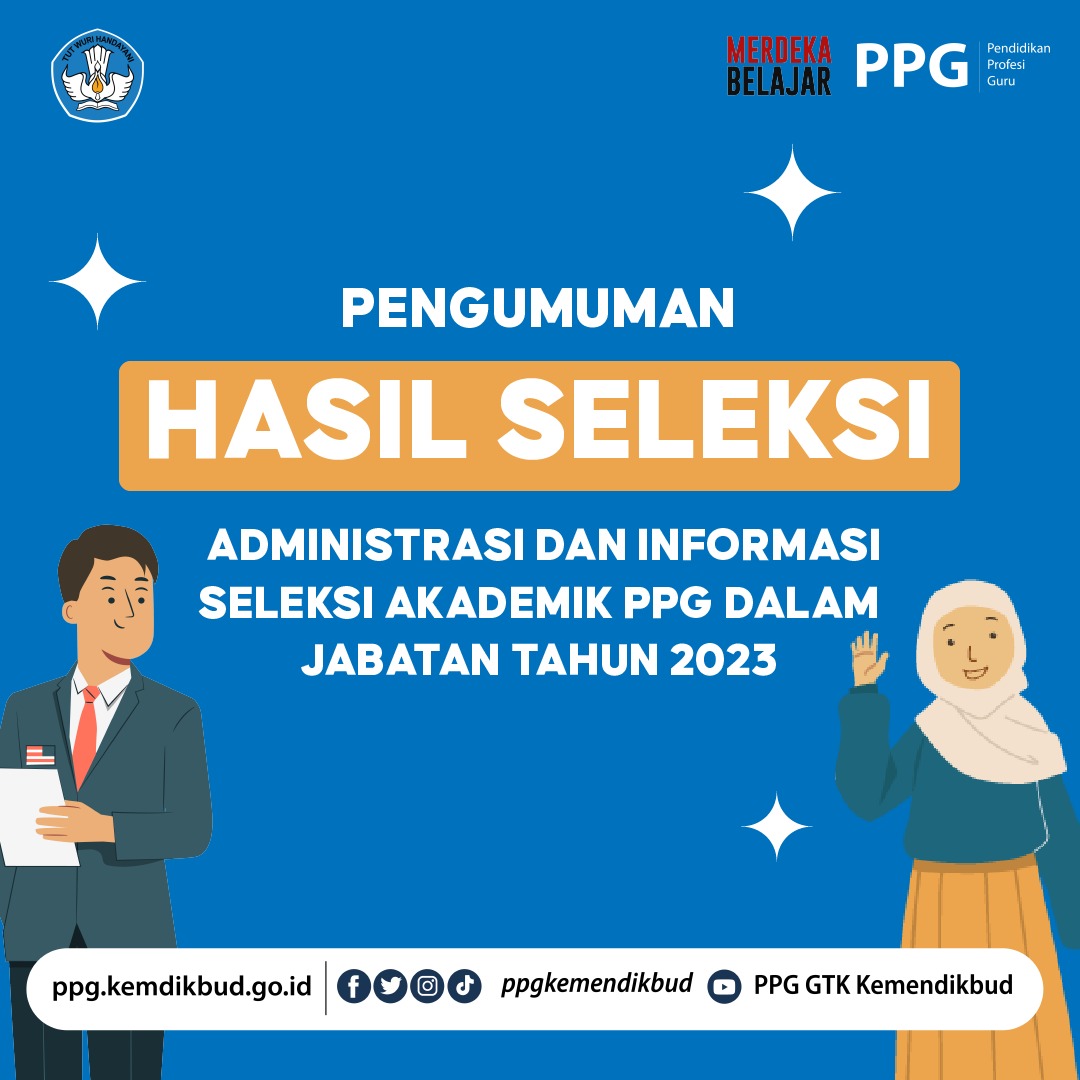 TUT WURI HANDAYANI
MERDEKA
BELAJAR
PPG
Pendidikan
Profesi
Guru
PENGUMUMAN
HASIL SELEKSI
ADMINISTRASI DAN INFORMASI
SELEKSI AKADEMIK PPG DALAM
JABATAN TAHUN 2023
ppg.kemdikbud.go.id ppgkemendikbud PPG GTK Kemendikbud